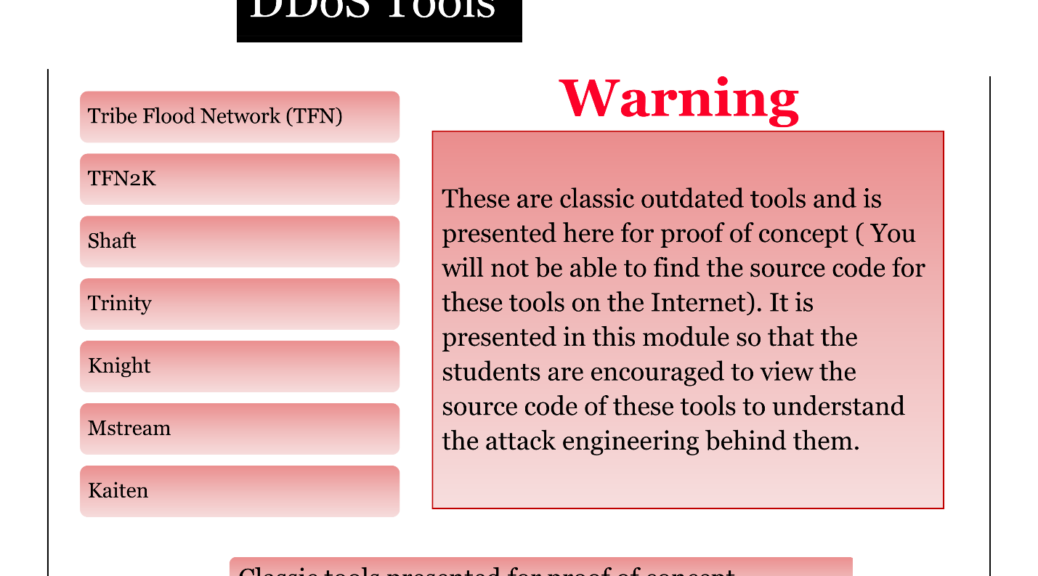 DDoS Tools
Warning
Tribe Flood Network (TFN)
TFN2K
Shaft
Trinity
Knight
Mstream
Kaiten
These are classic outdated tools and is
presented here for proof of concept ( You
will not be able to find the source code for
these tools on the Internet). It is
presented in this module so that the
students are encouraged to view the
source code of these tools to understand
the attack engineering behind them.
Classic tools presented for proof of concept